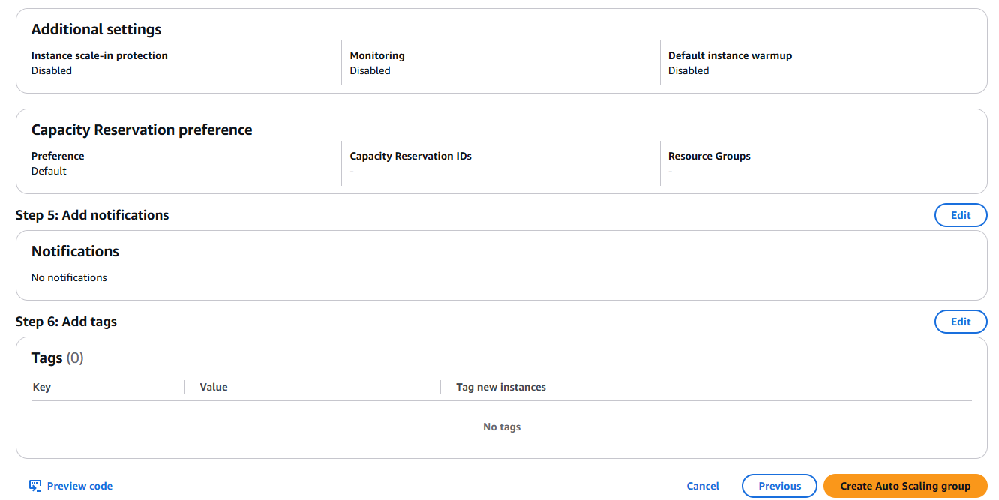 Additional settings
Instance scale-in protection
Disabled
Monitoring
Disabled
Default instance warmup
Disabled
Capacity Reservation preference
Preference
Default
Capacity Reservation IDs
-
Resource Groups
-
Step 5: Add notifications
Edit
Notifications
No notifications
Step 6: Add tags
Edit
Tags (0)
Key
Value
Tag new instances
No tags
Preview code
Cancel
Previous
Create Auto Scaling group